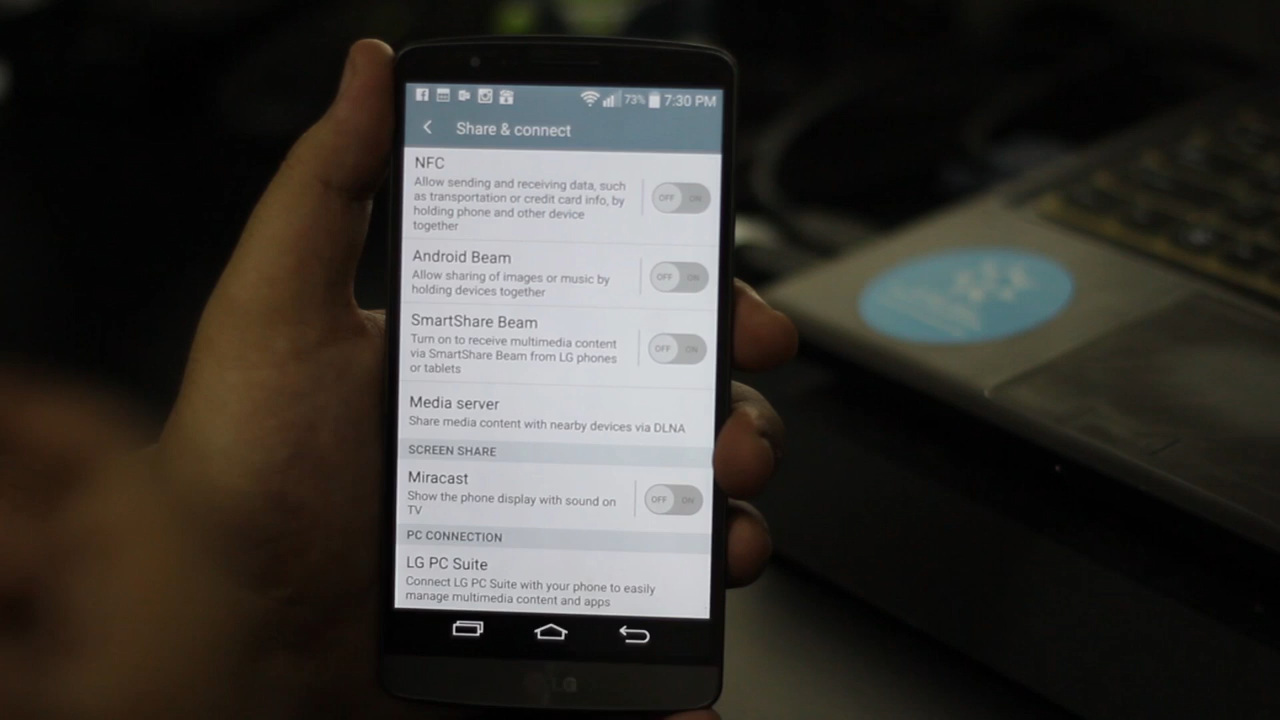 73% 7:30 PM
Share & connect
NFC
Allow sending and receiving data, such
as transportation or credit card info, by
holding phone and other device
together
OFF ON
Android Beam
Allow sharing of images or music by
holding devices together
OFF ON
SmartShare Beam
Turn on to receive multimedia content
via SmartShare Beam from LG phones
or tablets
OFF ON
Media server
Share media content with nearby devices via DLNA
SCREEN SHARE
Miracast
Show the phone display with sound on
TV
OFF ON
PC CONNECTION
LG PC Suite
Connect LG PC Suite with your phone to easily
manage multimedia content and apps
LG